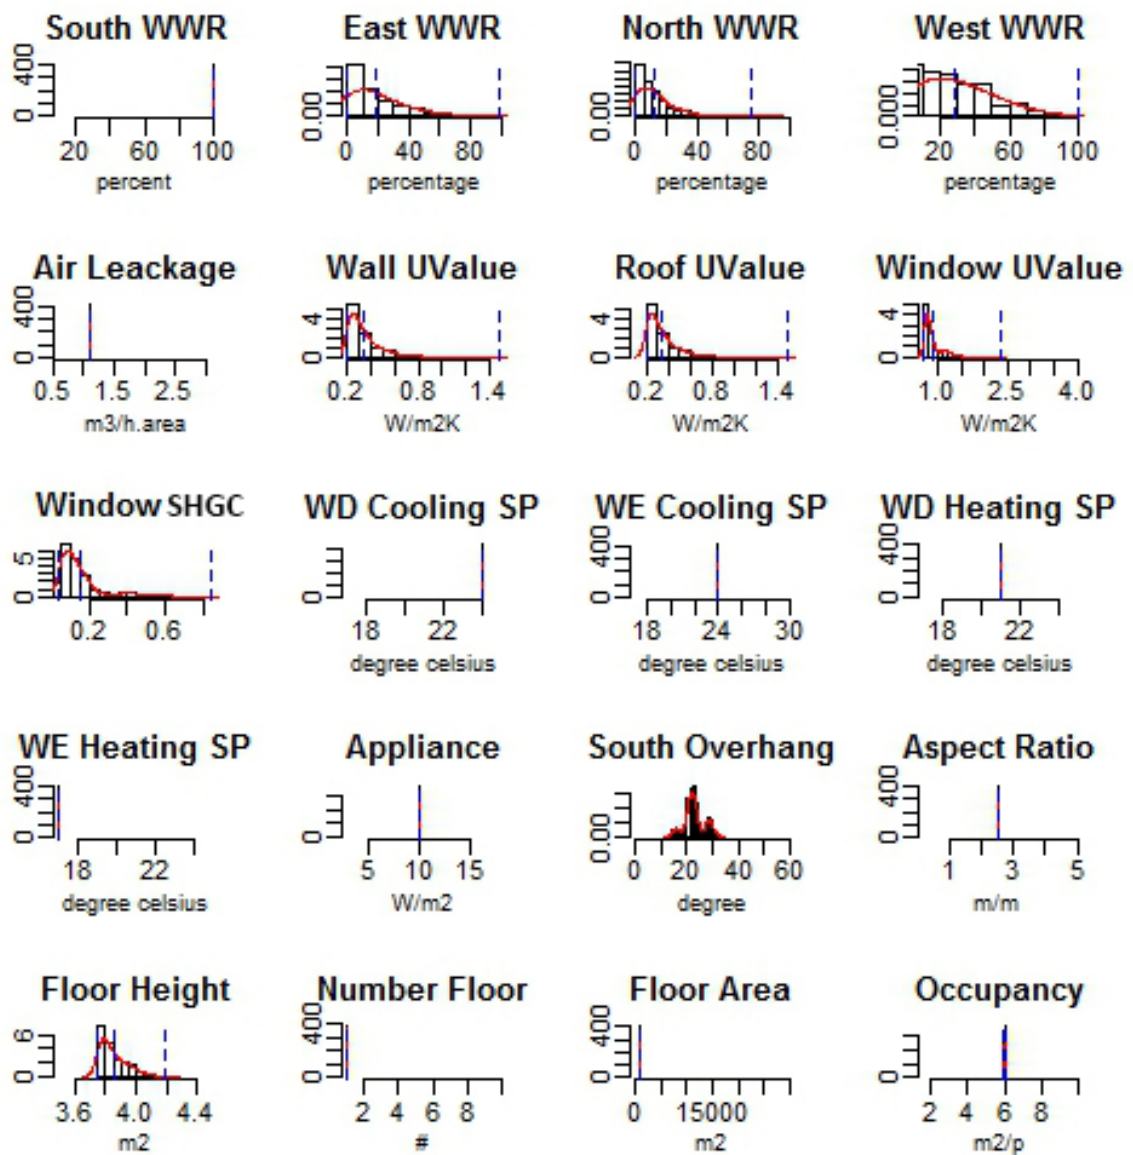 South WWR
East WWR
North WWR
West WWR
0 400
0.000
0.00
0.000
20 60 100
0 40 80
0 40 80
20 60 100
percent
percentage
percentage
percentage
Air Leackage
Wall UValue
Roof UValue
Window UValue
0 400
0 4
0 4
0 4
0.5 1.5 2.5
0.2 0.8 1.4
0.2 0.8 1.4
1.0 2.5 4.0
m3/h.area
W/m2K
W/m2K
W/m2K
Window SHGC
WD Cooling SP
WE Cooling SP
WD Heating SP
0 5
0
0 400
0 400
0.2 0.6
18 22
18 24 30
18 22
degree celsius
degree celsius
degree celsius
WE Heating SP
Appliance
South Overhang
Aspect Ratio
0 400
0
0.00
0 400
18 22
5 10 15
0 20 40 60
1 3 5
degree celsius
W/m2
degree
m/m
Floor Height
Number Floor
Floor Area
Occupancy
0 6
0 400
0 400
0
3.6 4.0 4.4
2 4 6 8
0 15000
2 4 6 8
m2
#
m2
m2/p